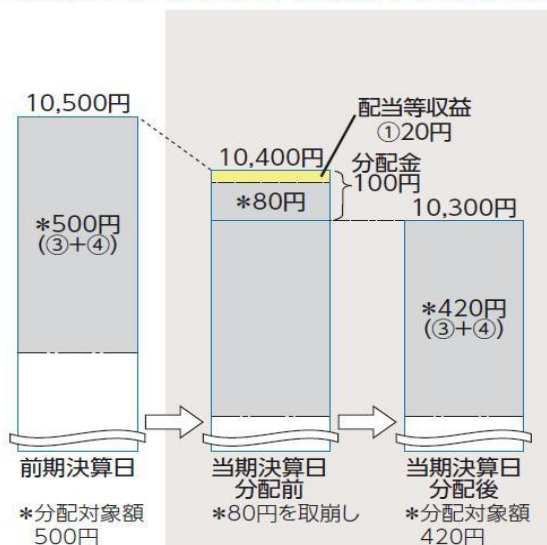 10,500円
配当等収益
①20円
10,400円
分配金
100円
*80円
10,300円
*500円
(③+④)
*420円
(③+④)
前期決算日
当期決算日
分配前
当期決算日
分配後
*分配対象額
500円
*80円を取崩し
*分配対象額
420円